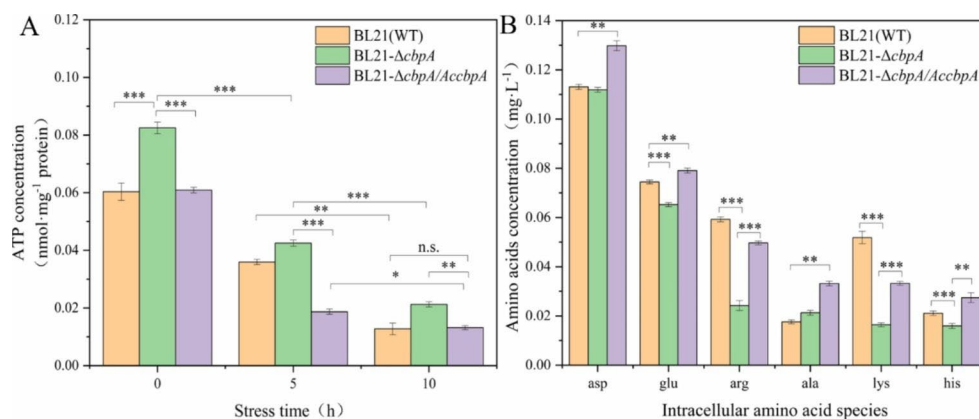 A
BL21(WT)
BL21-ΔcbpA
BL21-ΔcbpA/AccbpA
ATP concentration
（nmol·mg⁻¹ protein）
0.12
0.10
0.08
0.06
0.04
0.02
0.00
***
***
***
***
**
***
n.s.
*
**
0
5
10
Stress time（h）
B
BL21(WT)
BL21-ΔcbpA
BL21-ΔcbpA/AccbpA
Amino acids concentration（mg·L⁻¹）
0.14
0.12
0.10
0.08
0.06
0.04
0.02
0.00
**
**
***
***
***
**
***
***
**
***
asp
glu
arg
ala
lys
his
Intracellular amino acid species